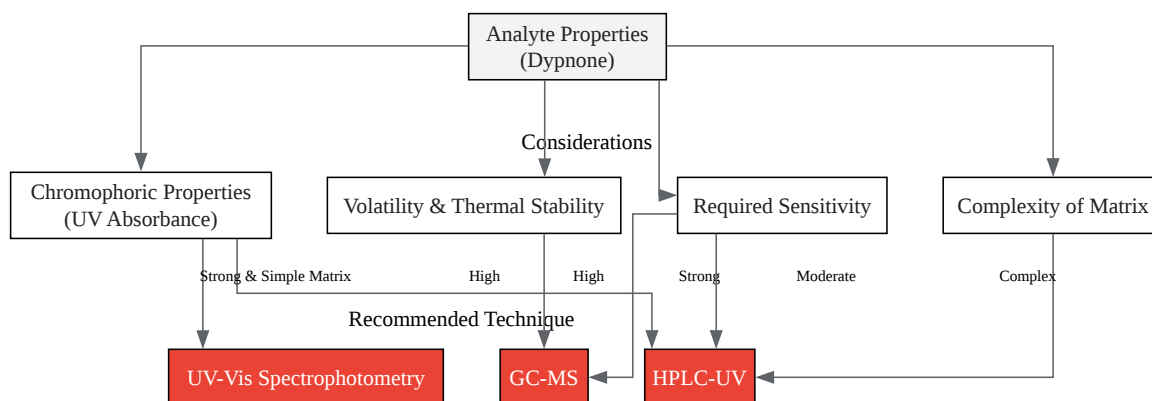 Analyte Properties
(Dypnone)
Considerations
Chromophoric Properties
(UV Absorbance)
Volatility & Thermal Stability
Required Sensitivity
Complexity of Matrix
Strong & Simple Matrix
High
High
Strong
Moderate
Complex
Recommended Technique
UV-Vis Spectrophotometry
GC-MS
HPLC-UV